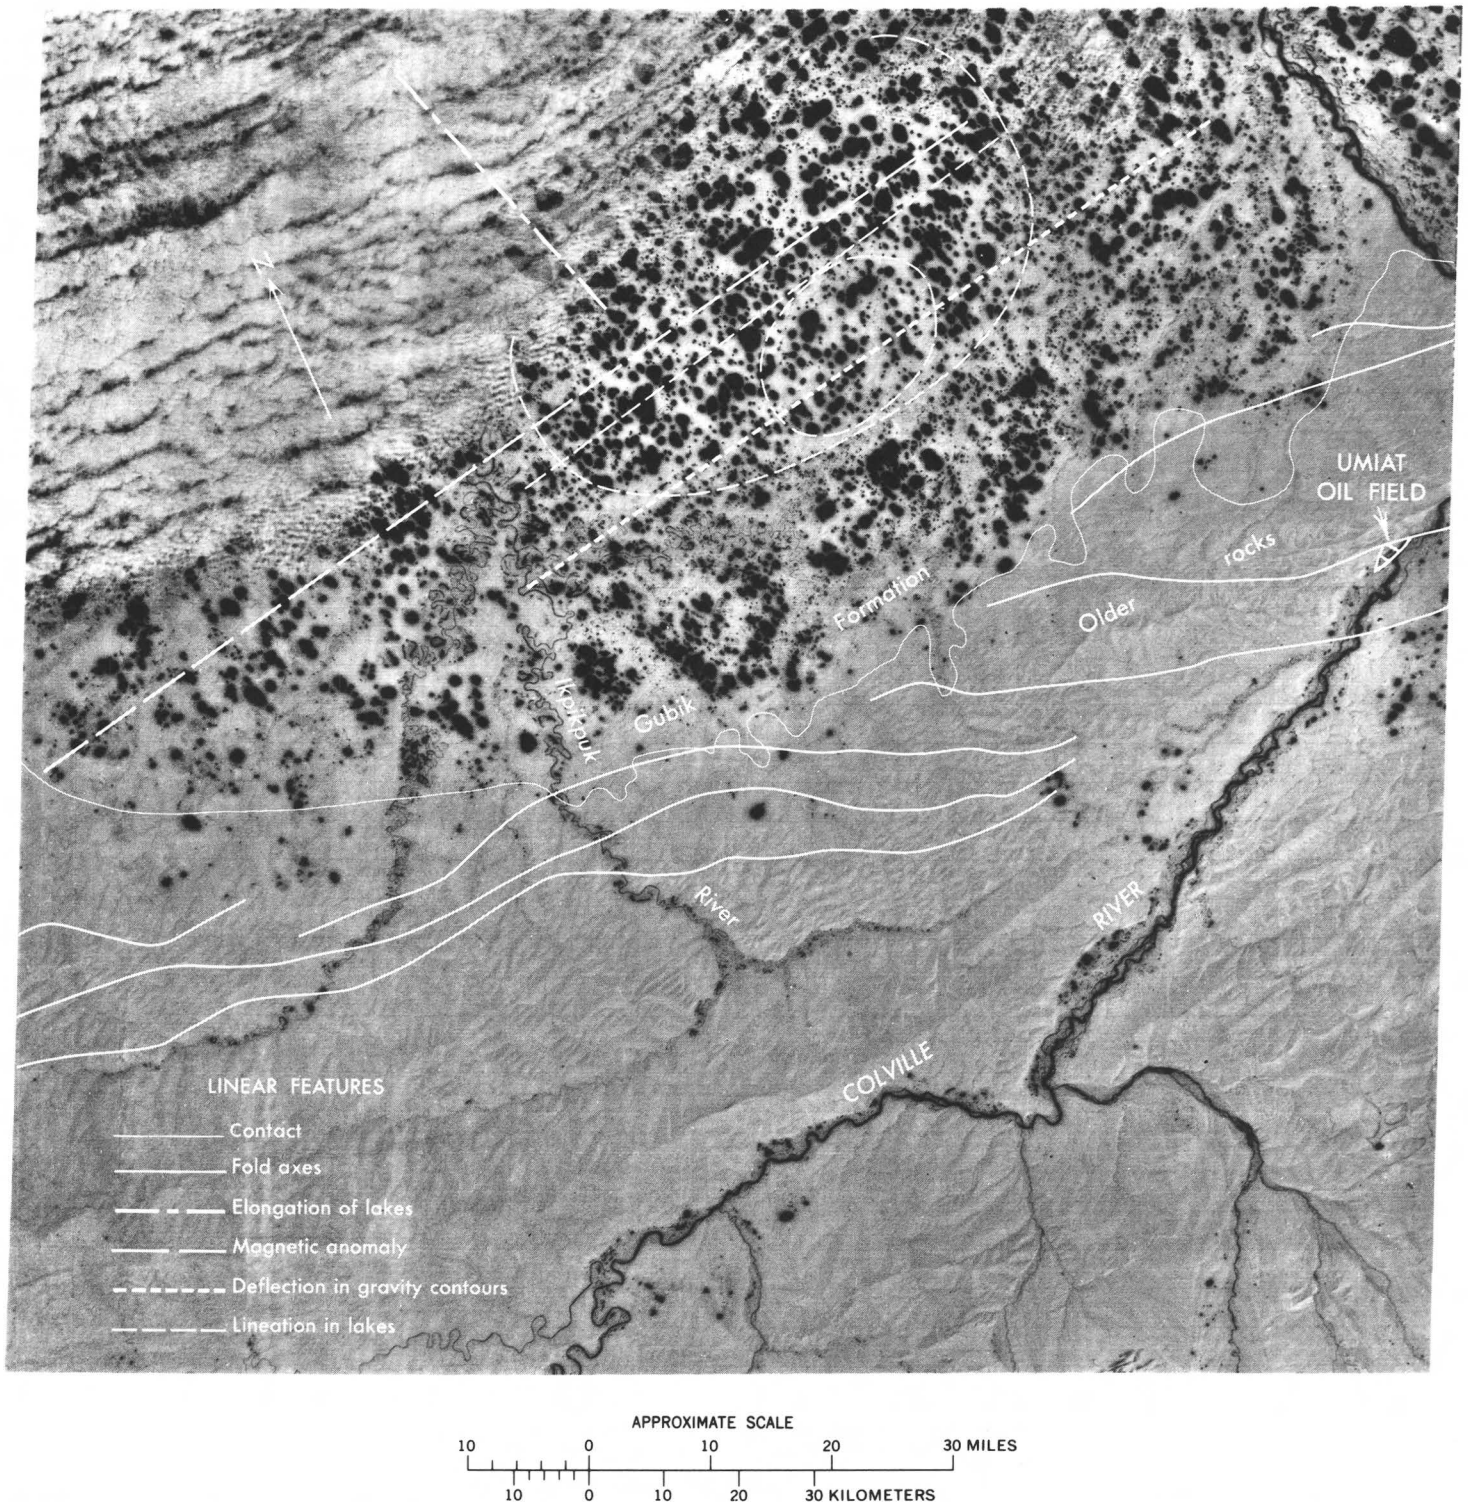 N
UMIAT
OIL FIELD
rocks
Formation
Older
Ikpikpuk
Gubik
River
RIVER
COLVILLE
LINEAR FEATURES
Contact
Fold axes
Elongation of lakes
Magnetic anomaly
Deflection in gravity contours
Lineation in lakes
APPROXIMATE SCALE
10 0 10 20 30 MILES
10 0 10 20 30 KILOMETERS